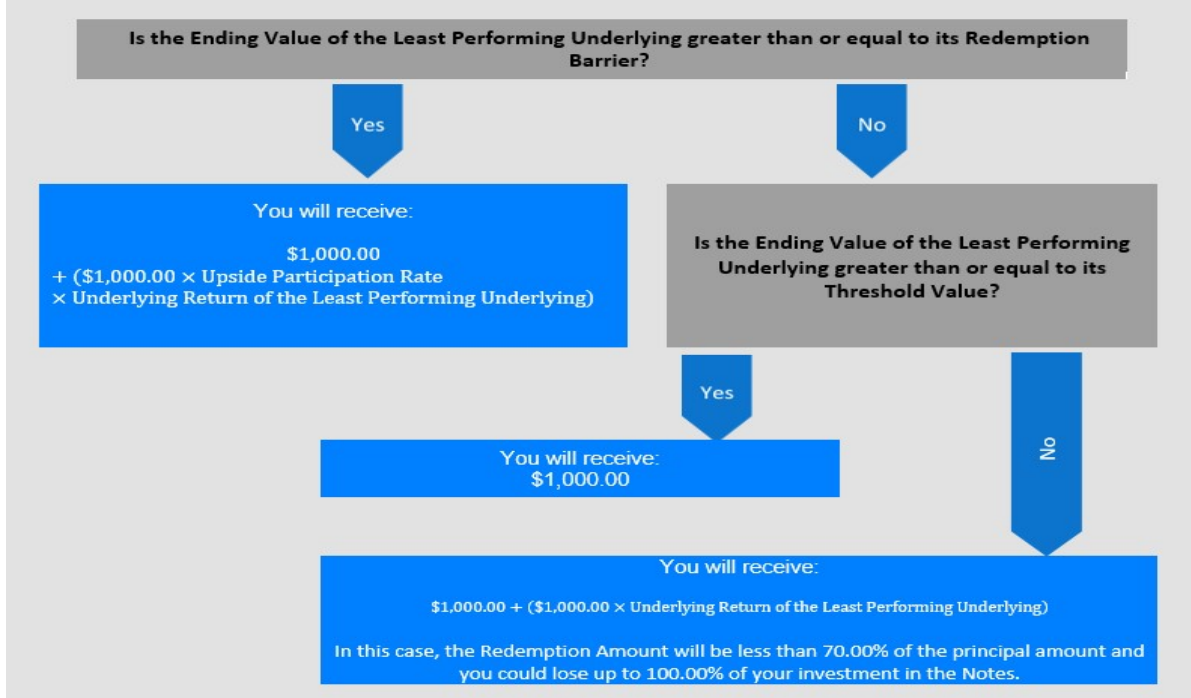 Is the Ending Value of the Least Performing Underlying greater than or equal to its Redemption
Barrier?
Yes
No
You will receive:
$1,000.00
+ ($1,000.00 × Upside Participation Rate
× Underlying Return of the Least Performing Underlying)
Is the Ending Value of the Least Performing
Underlying greater than or equal to its
Threshold Value?
Yes
No
You will receive:
$1,000.00
You will receive:
$1,000.00 + ($1,000.00 × Underlying Return of the Least Performing Underlying)
In this case, the Redemption Amount will be less than 70.00% of the principal amount and
you could lose up to 100.00% of your investment in the Notes.